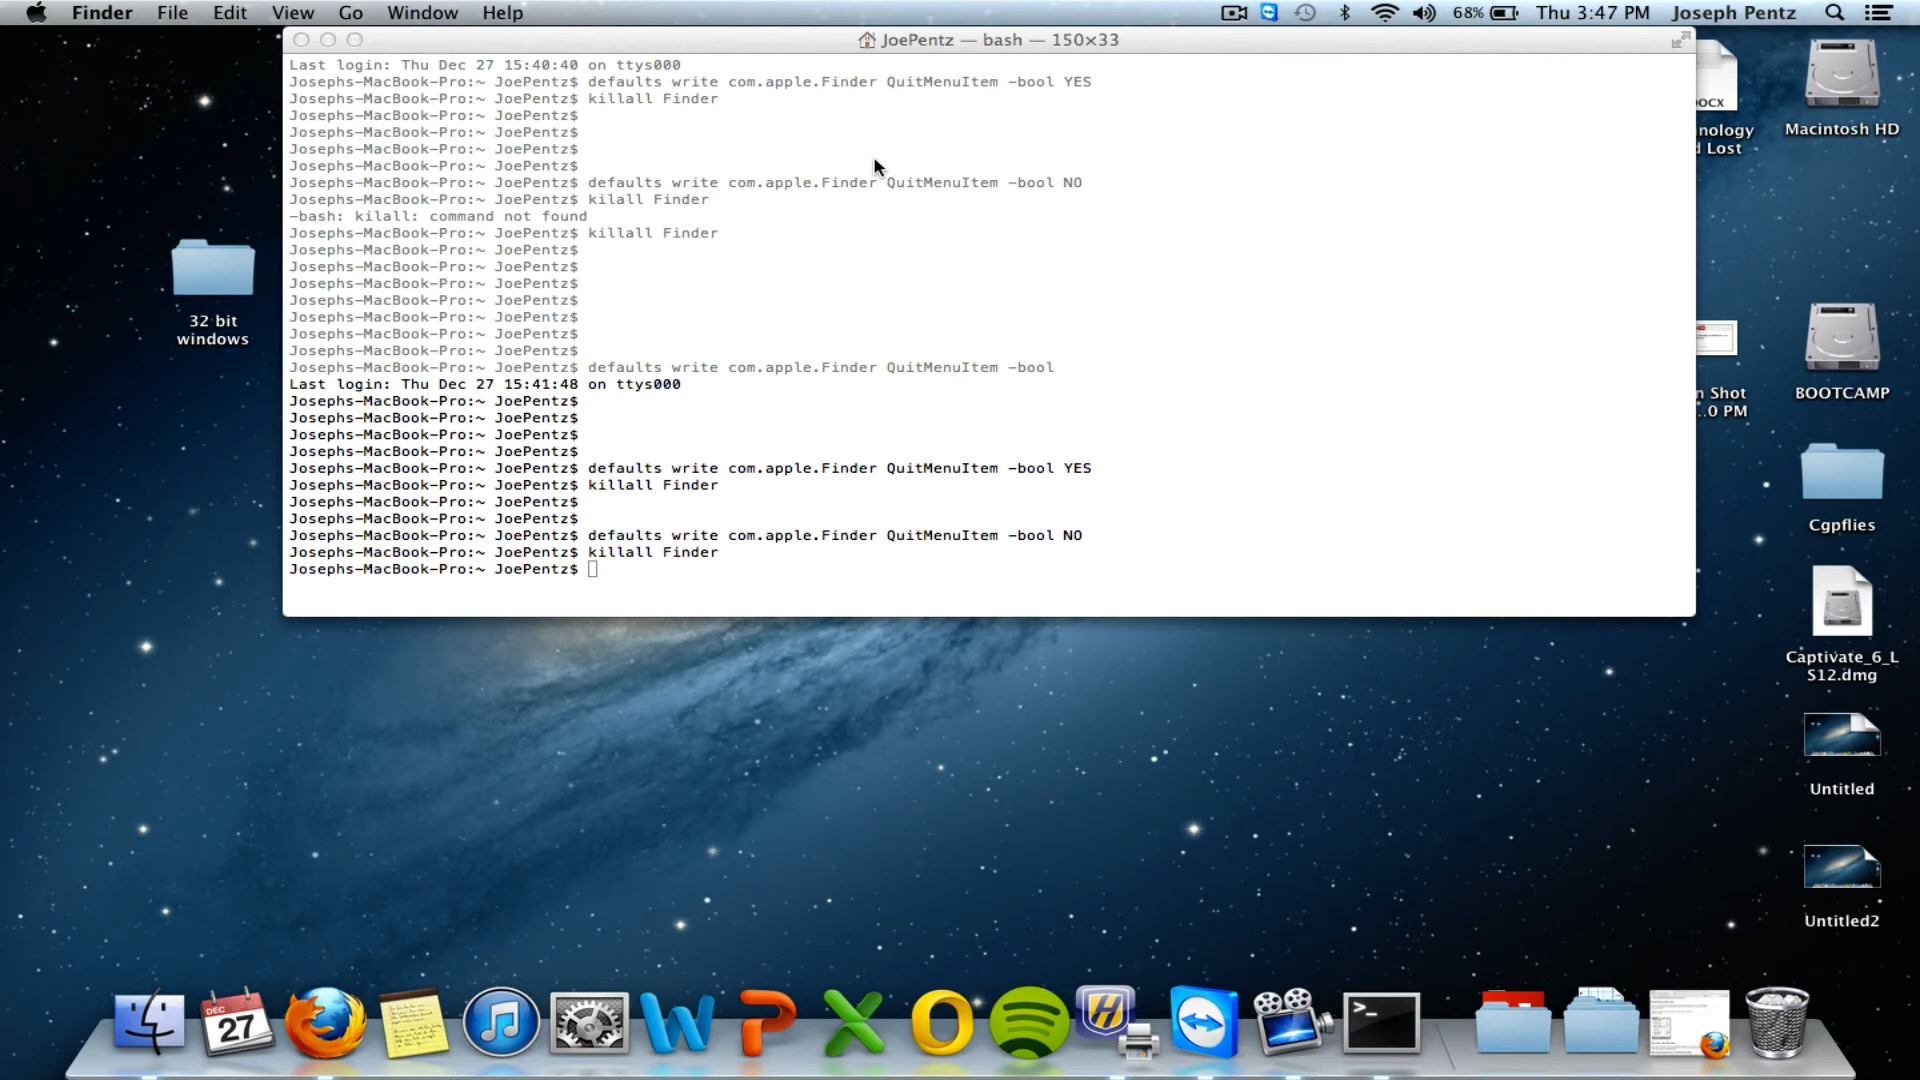 Finder File Edit View Go Window Help 68% Thu 3:47 PM Joseph Pentz
JoePentz — bash — 150×33
Last login: Thu Dec 27 15:40:40 on ttys000
Josephs-MacBook-Pro:~ JoePentz$ defaults write com.apple.Finder QuitMenuItem -bool YES
Josephs-MacBook-Pro:~ JoePentz$ killall Finder
Josephs-MacBook-Pro:~ JoePentz$
Josephs-MacBook-Pro:~ JoePentz$
Josephs-MacBook-Pro:~ JoePentz$
Josephs-MacBook-Pro:~ JoePentz$
Josephs-MacBook-Pro:~ JoePentz$ defaults write com.apple.Finder QuitMenuItem -bool NO
Josephs-MacBook-Pro:~ JoePentz$ kilall Finder
-bash: kilall: command not found
Josephs-MacBook-Pro:~ JoePentz$ killall Finder
Josephs-MacBook-Pro:~ JoePentz$
Josephs-MacBook-Pro:~ JoePentz$
Josephs-MacBook-Pro:~ JoePentz$
Josephs-MacBook-Pro:~ JoePentz$
Josephs-MacBook-Pro:~ JoePentz$
Josephs-MacBook-Pro:~ JoePentz$
Josephs-MacBook-Pro:~ JoePentz$
Josephs-MacBook-Pro:~ JoePentz$ defaults write com.apple.Finder QuitMenuItem -bool
Last login: Thu Dec 27 15:41:48 on ttys000
Josephs-MacBook-Pro:~ JoePentz$
Josephs-MacBook-Pro:~ JoePentz$
Josephs-MacBook-Pro:~ JoePentz$
Josephs-MacBook-Pro:~ JoePentz$
Josephs-MacBook-Pro:~ JoePentz$ defaults write com.apple.Finder QuitMenuItem -bool YES
Josephs-MacBook-Pro:~ JoePentz$ killall Finder
Josephs-MacBook-Pro:~ JoePentz$
Josephs-MacBook-Pro:~ JoePentz$
Josephs-MacBook-Pro:~ JoePentz$ defaults write com.apple.Finder QuitMenuItem -bool NO
Josephs-MacBook-Pro:~ JoePentz$ killall Finder
Josephs-MacBook-Pro:~ JoePentz$
32 bit
windows
OCX
nology
d Lost
Macintosh HD
n Shot
..0 PM
BOOTCAMP
Cgpflies
Captivate_6_L
S12.dmg
Untitled
Untitled2
DEC
27